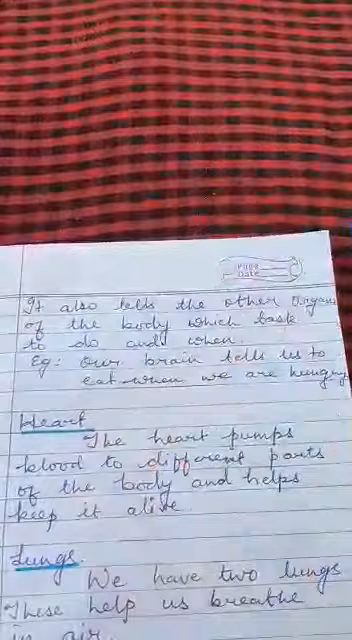 Page
Date
It also tells the other Organs
of the body which task
to do and when.
Eg: Our brain tells us to
eat when we are hungry
Heart
The heart pumps
blood to different parts
of the body and helps
keep it alive
Lungs.
We have two lungs
These help us breathe
in air.